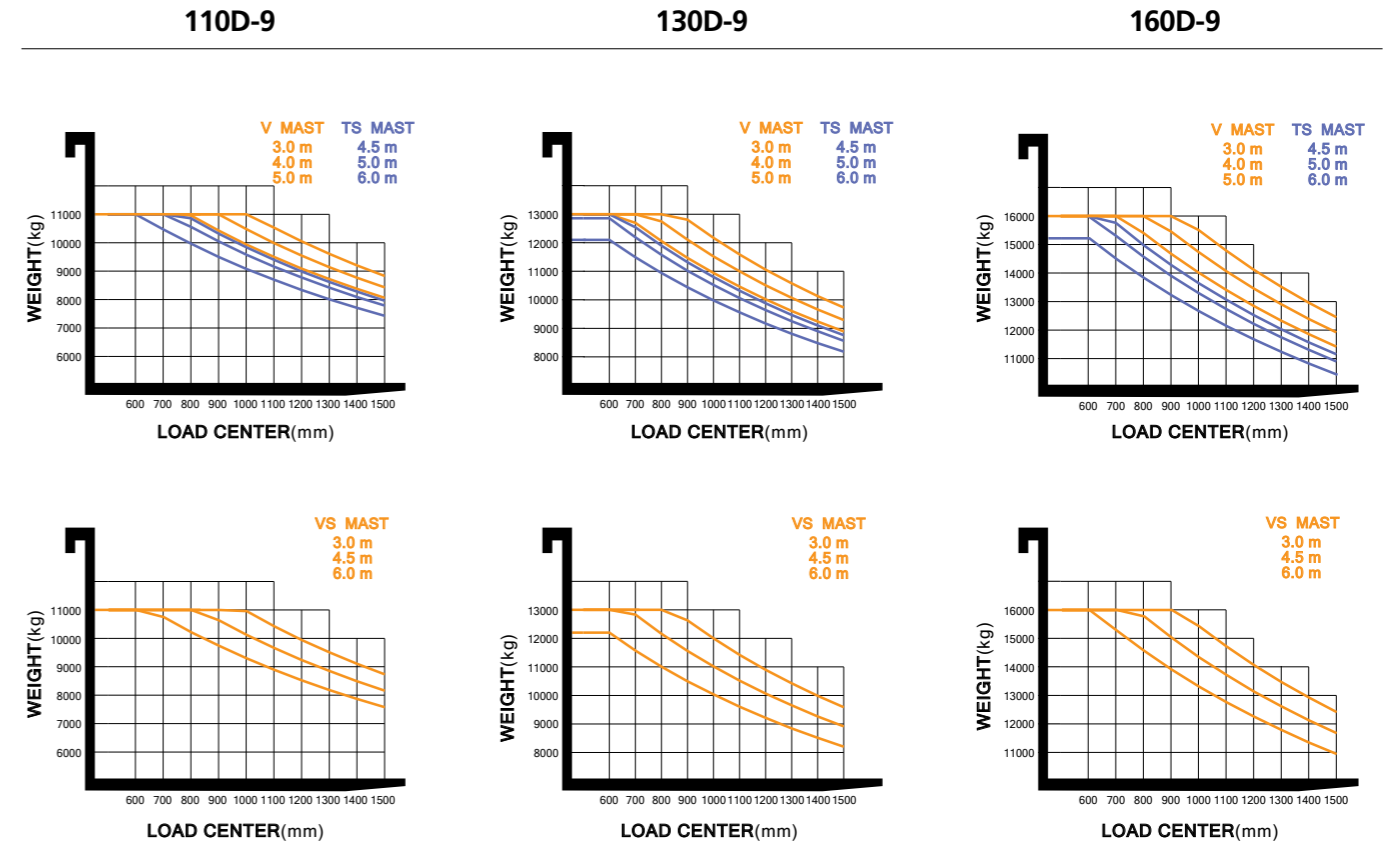 110D-9 130D-9 160D-9
V MAST TS MAST
3.0 m 4.5 m
4.0 m 5.0 m
5.0 m 6.0 m
WEIGHT(kg)
11000
10000
9000
8000
7000
6000
600 700 800 900 1000 1100 1200 1300 1400 1500
LOAD CENTER(mm)
V MAST TS MAST
3.0 m 4.5 m
4.0 m 5.0 m
5.0 m 6.0 m
WEIGHT(kg)
13000
12000
11000
10000
9000
8000
600 700 800 900 1000 1100 1200 1300 1400 1500
LOAD CENTER(mm)
V MAST TS MAST
3.0 m 4.5 m
4.0 m 5.0 m
5.0 m 6.0 m
WEIGHT(kg)
16000
15000
14000
13000
12000
11000
600 700 800 900 1000 1100 1200 1300 1400 1500
LOAD CENTER(mm)
VS MAST
3.0 m
4.5 m
6.0 m
WEIGHT(kg)
11000
10000
9000
8000
7000
6000
600 700 800 900 1000 1100 1200 1300 1400 1500
LOAD CENTER(mm)
VS MAST
3.0 m
4.5 m
6.0 m
WEIGHT(kg)
13000
12000
11000
10000
9000
8000
600 700 800 900 1000 1100 1200 1300 1400 1500
LOAD CENTER(mm)
VS MAST
3.0 m
4.5 m
6.0 m
WEIGHT(kg)
16000
15000
14000
13000
12000
11000
600 700 800 900 1000 1100 1200 1300 1400 1500
LOAD CENTER(mm)